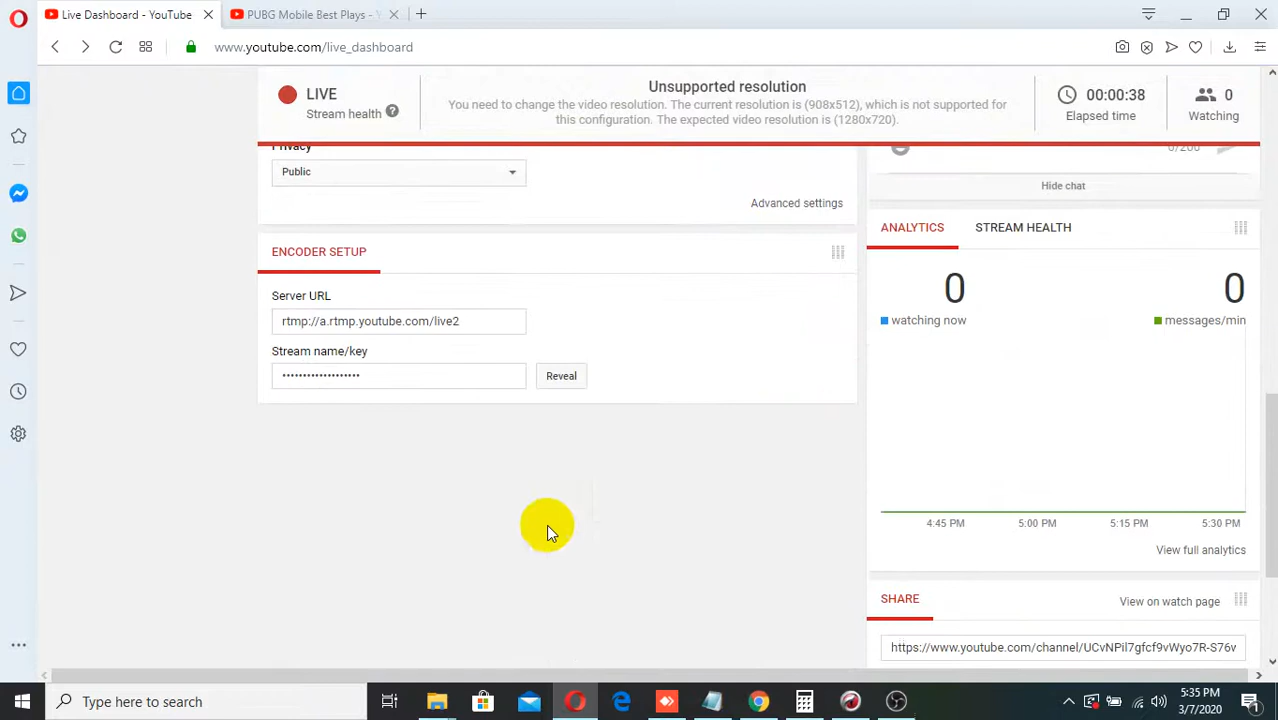 Live Dashboard - YouTube
PUBG Mobile Best Plays -
www.youtube.com/live_dashboard
LIVE
Stream health ?
Unsupported resolution
You need to change the video resolution. The current resolution is (908x512), which is not supported for
this configuration. The expected video resolution is (1280x720).
00:00:38
Elapsed time
0
Watching
Privacy
Public
Advanced settings
0/200
Hide chat
ENCODER SETUP
Server URL
rtmp://a.rtmp.youtube.com/live2
Stream name/key
•••••••••••••••••••
Reveal
ANALYTICS
STREAM HEALTH
0
0
watching now
messages/min
4:45 PM
5:00 PM
5:15 PM
5:30 PM
View full analytics
SHARE
View on watch page
https://www.youtube.com/channel/UCvNPil7gfcf9vWyo7R-S76v
Type here to search
5:35 PM
3/7/2020
1